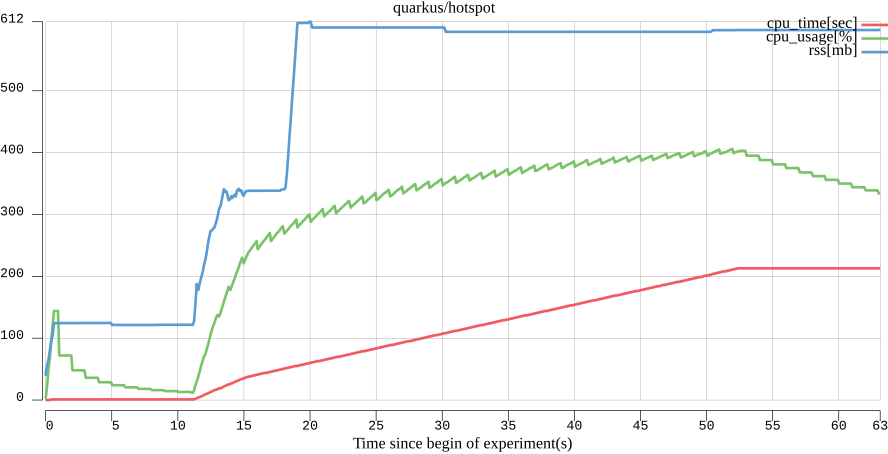 quarkus/hotspot
612
cpu_time[sec]
cpu_usage[%
rss[mb]
500
400
300
200
100
0
0 5 10 15 20 25 30 35 40 45 50 55 60 63
Time since begin of experiment(s)